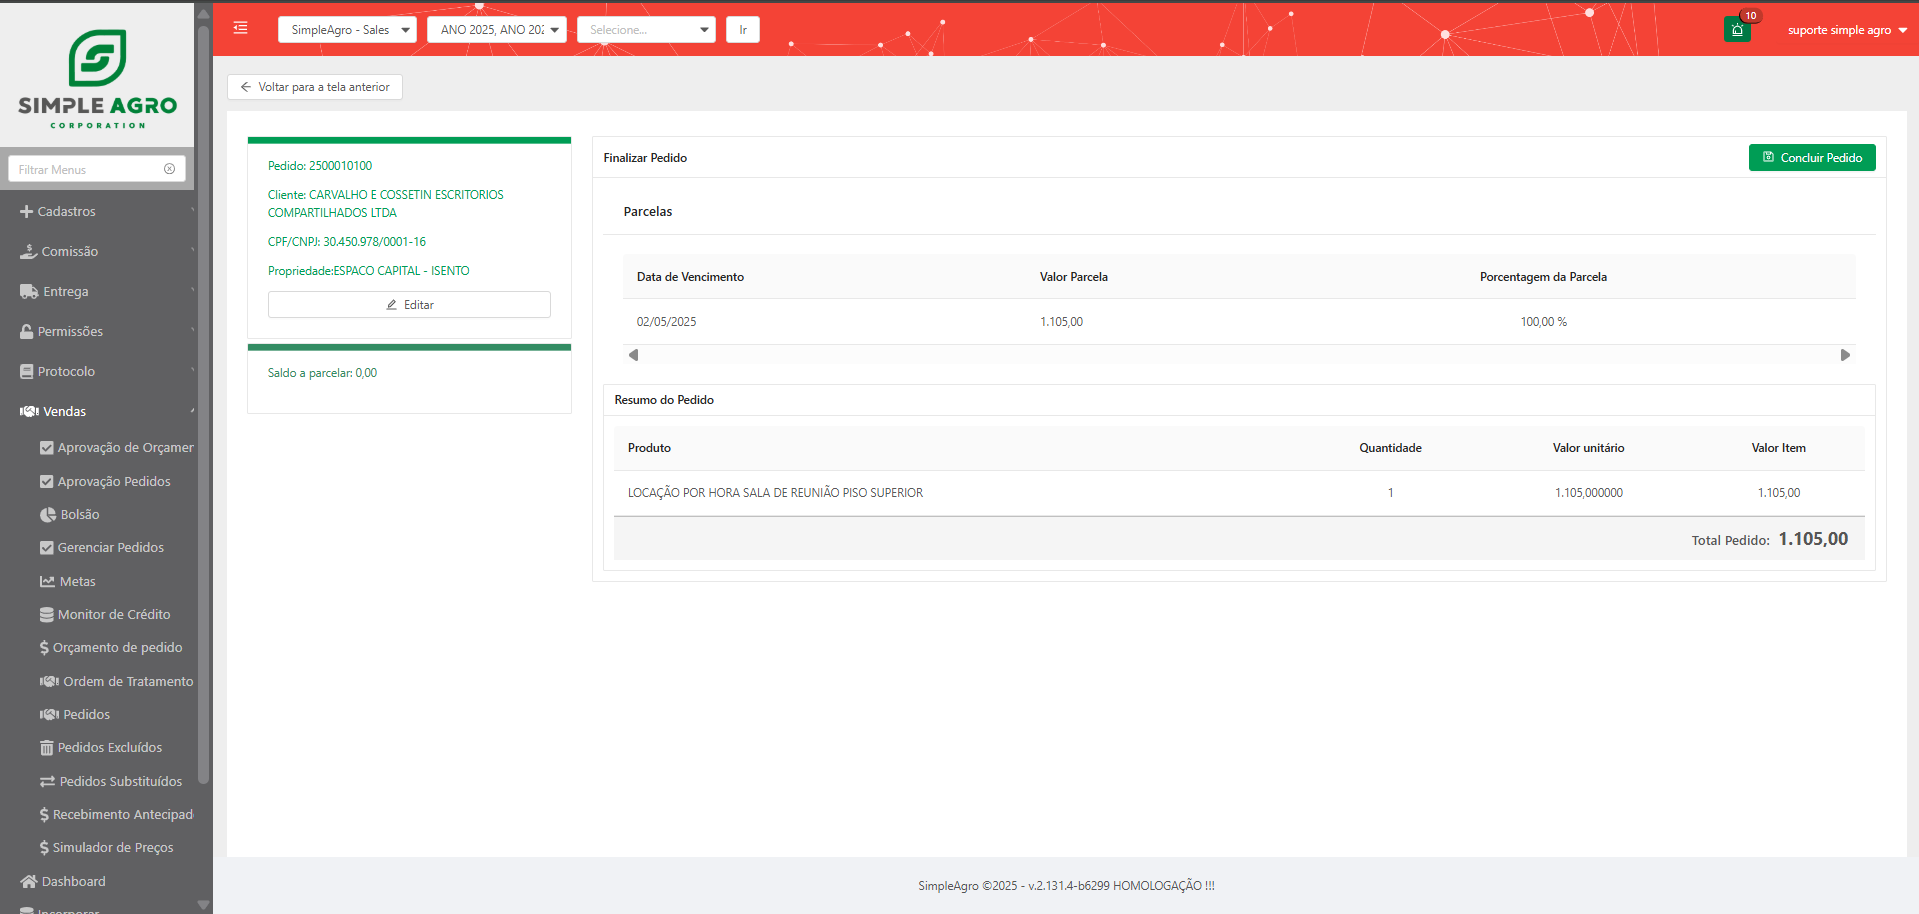 SimpleAgro - Sales
ANO 2025, ANO 202
Selecione...
Ir
10
suporte simple agro
SIMPLE AGRO
CORPORATION
Filtrar Menus
Cadastros
Comissão
Entrega
Permissões
Protocolo
Vendas
Aprovação de Orçamen
Aprovação Pedidos
Bolsão
Gerenciar Pedidos
Metas
Monitor de Crédito
Orçamento de pedido
Ordem de Tratamento
Pedidos
Pedidos Excluídos
Pedidos Substituídos
Recebimento Antecipad
Simulador de Preços
Dashboard
Incorporar
Voltar para a tela anterior
Pedido: 2500010100
Cliente: CARVALHO E COSSETIN ESCRITORIOS
COMPARTILHADOS LTDA
CPF/CNPJ: 30.450.978/0001-16
Propriedade:ESPACO CAPITAL - ISENTO
Editar
Saldo a parcelar: 0,00
Finalizar Pedido
Concluir Pedido
Parcelas
Data de Vencimento Valor Parcela Porcentagem da Parcela
02/05/2025 1.105,00 100,00 %
Resumo do Pedido
Produto Quantidade Valor unitário Valor Item
LOCAÇÃO POR HORA SALA DE REUNIÃO PISO SUPERIOR 1 1.105,000000 1.105,00
Total Pedido: 1.105,00
SimpleAgro ©2025 - v.2.131.4-b6299 HOMOLOGAÇÃO !!!